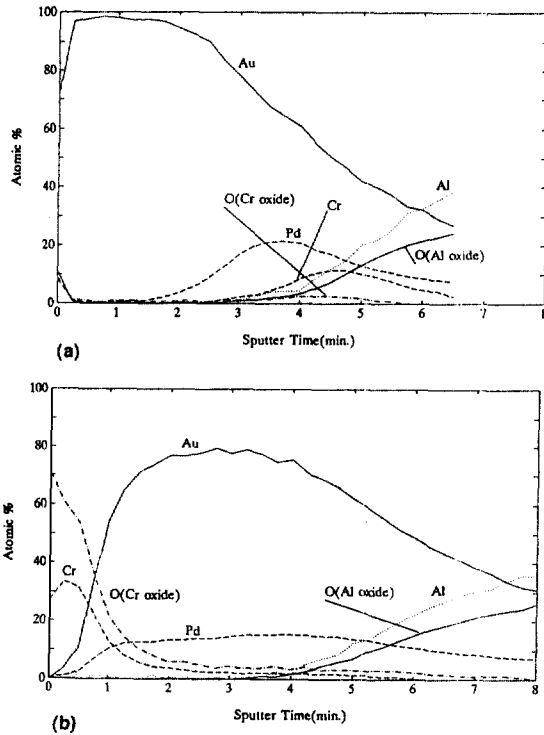 100
80
60
40
20
0
Atomic %
Au
Al
O(Cr oxide)
Cr
Pd
O(Al oxide)
0 1 2 3 4 5 6 7 8
Sputter Time(min.)
(a)
100
80
60
40
20
0
Atomic %
Au
Cr
O(Cr oxide)
O(Al oxide)
Al
Pd
0 1 2 3 4 5 6 7 8
Sputter Time(min.)
(b)